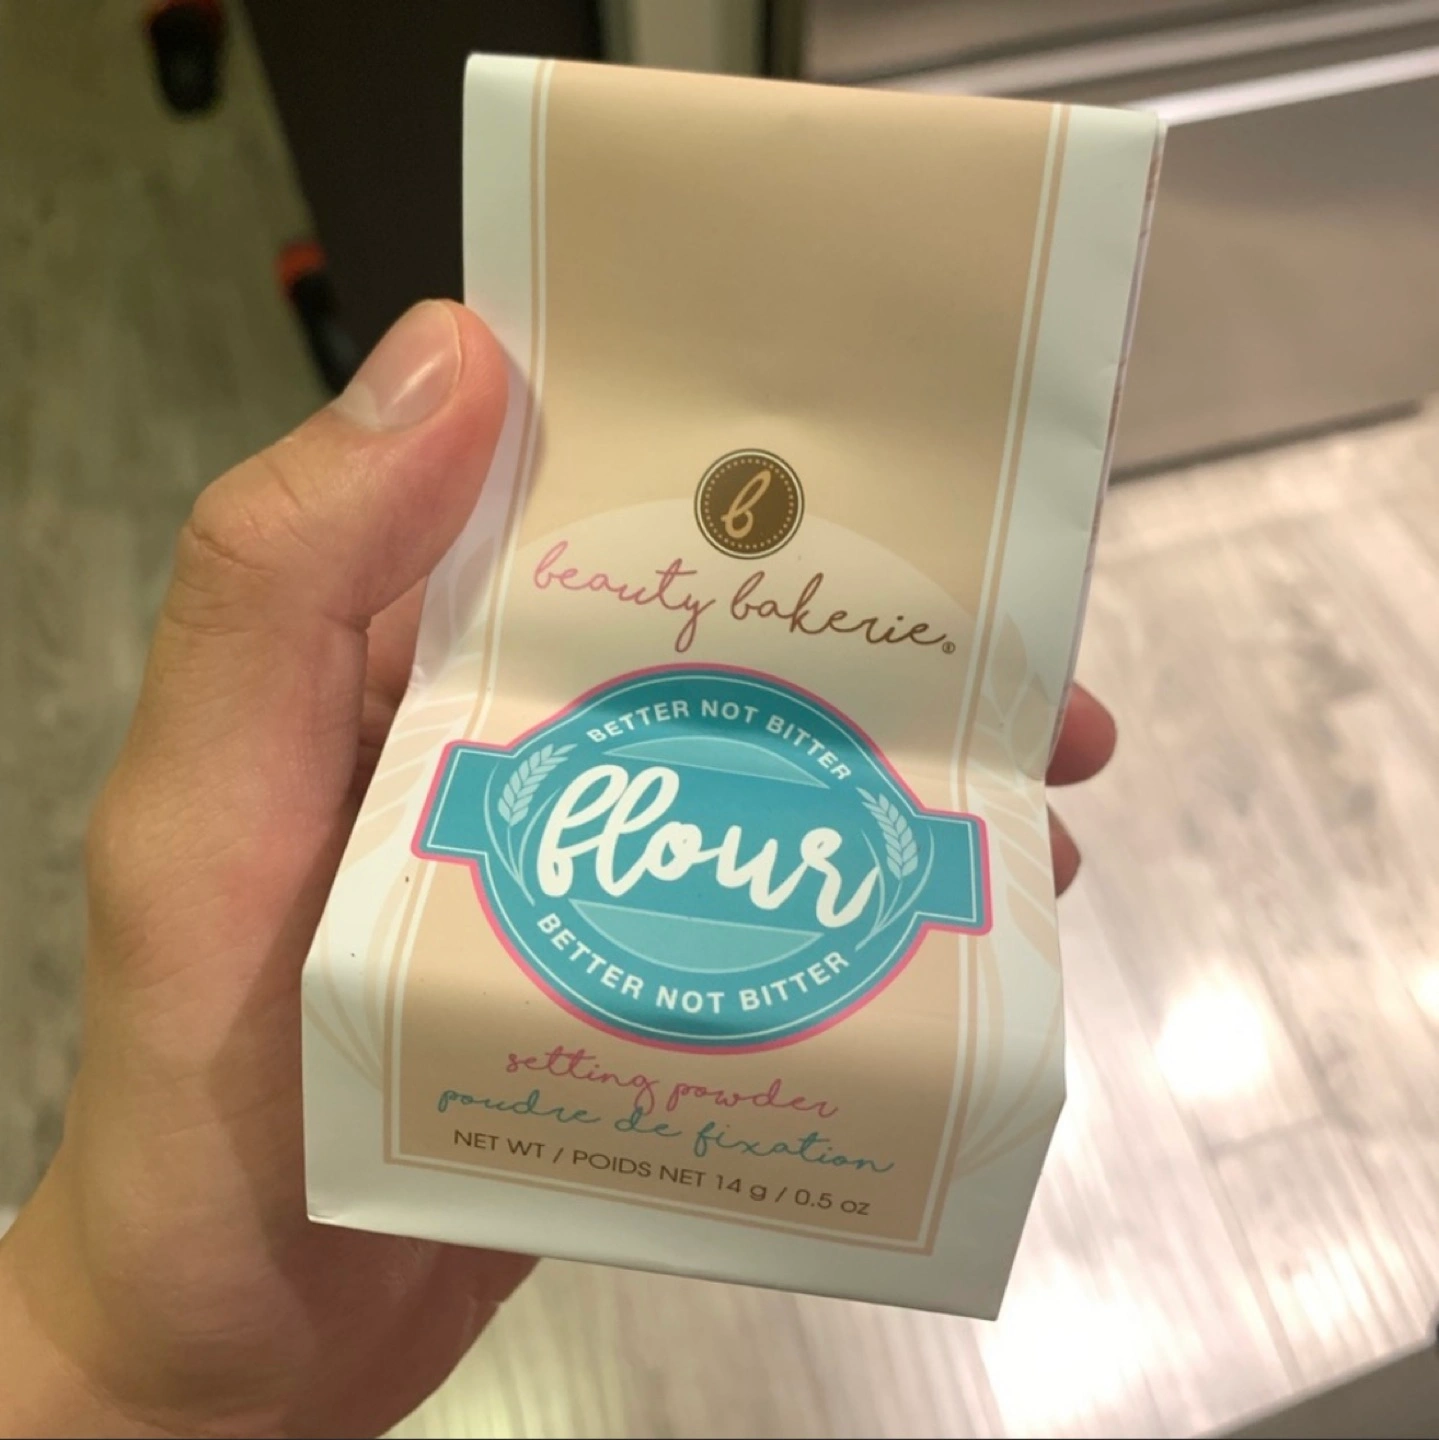 b
beauty bakerie®
BETTER NOT BITTER
flour
BETTER NOT BITTER
setting powder
poudre de fixation
NET WT / POIDS NET 14 g / 0.5 oz